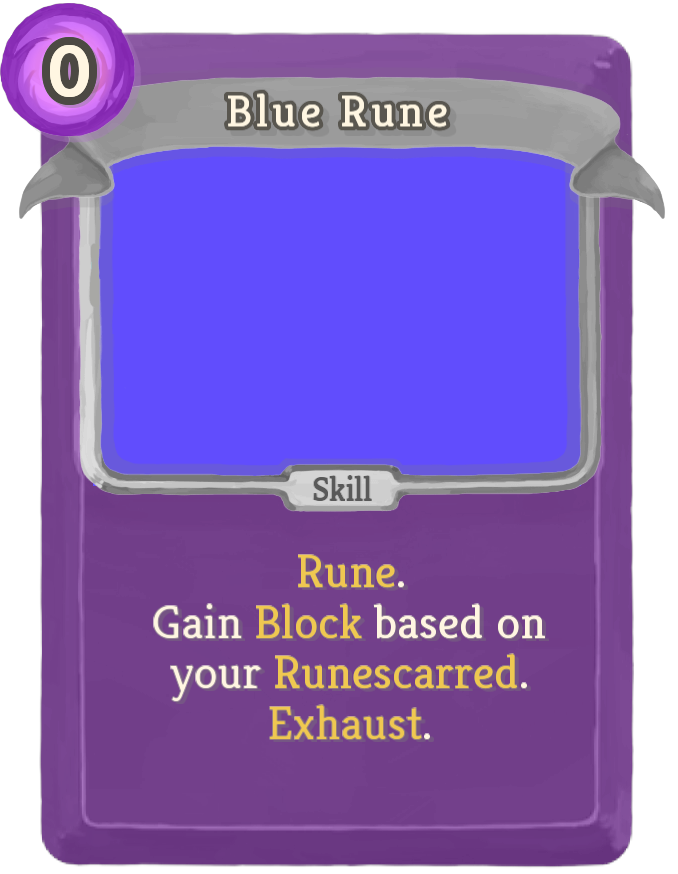 0
Blue Rune
Skill
Rune.
Gain Block based on
your Runescarred.
Exhaust.